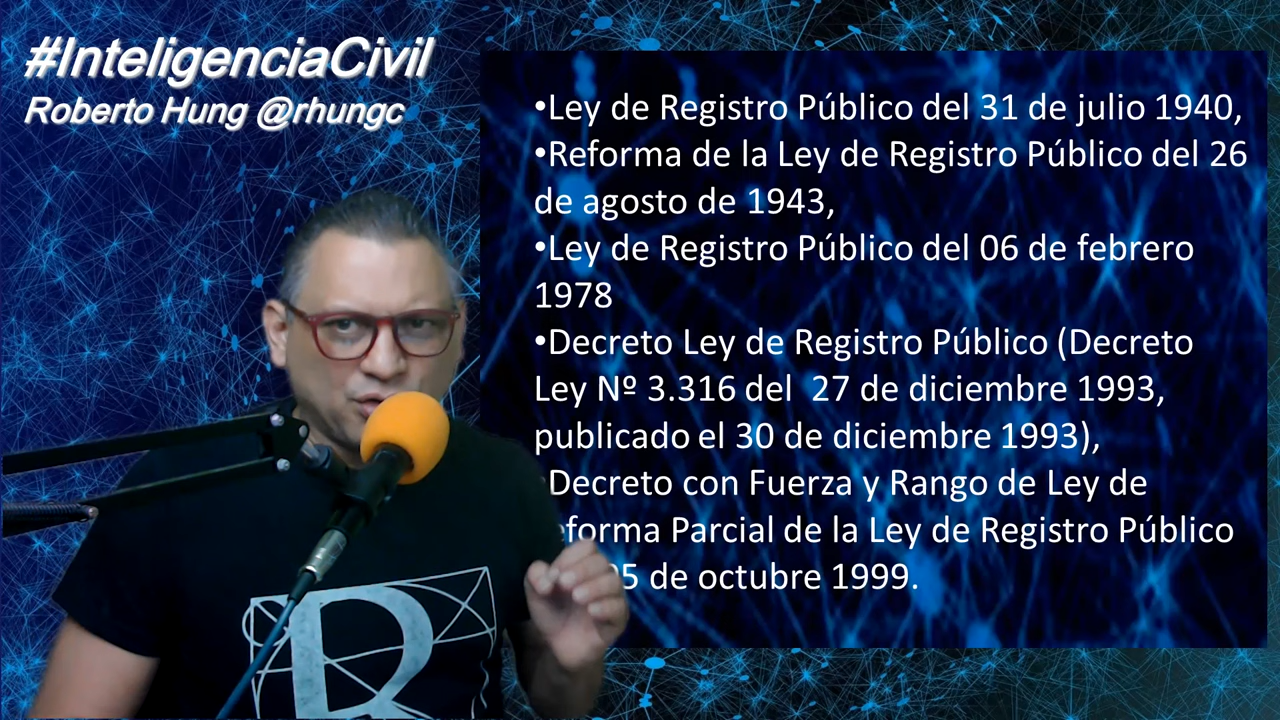 #InteligenciaCivil
Roberto Hung @rhungc
•Ley de Registro Público del 31 de julio 1940,
•Reforma de la Ley de Registro Público del 26
de agosto de 1943,
•Ley de Registro Público del 06 de febrero
1978
•Decreto Ley de Registro Público (Decreto
Ley Nº 3.316 del 27 de diciembre 1993,
publicado el 30 de diciembre 1993),
•Decreto con Fuerza y Rango de Ley de
eforma Parcial de la Ley de Registro Público
5 de octubre 1999.
R